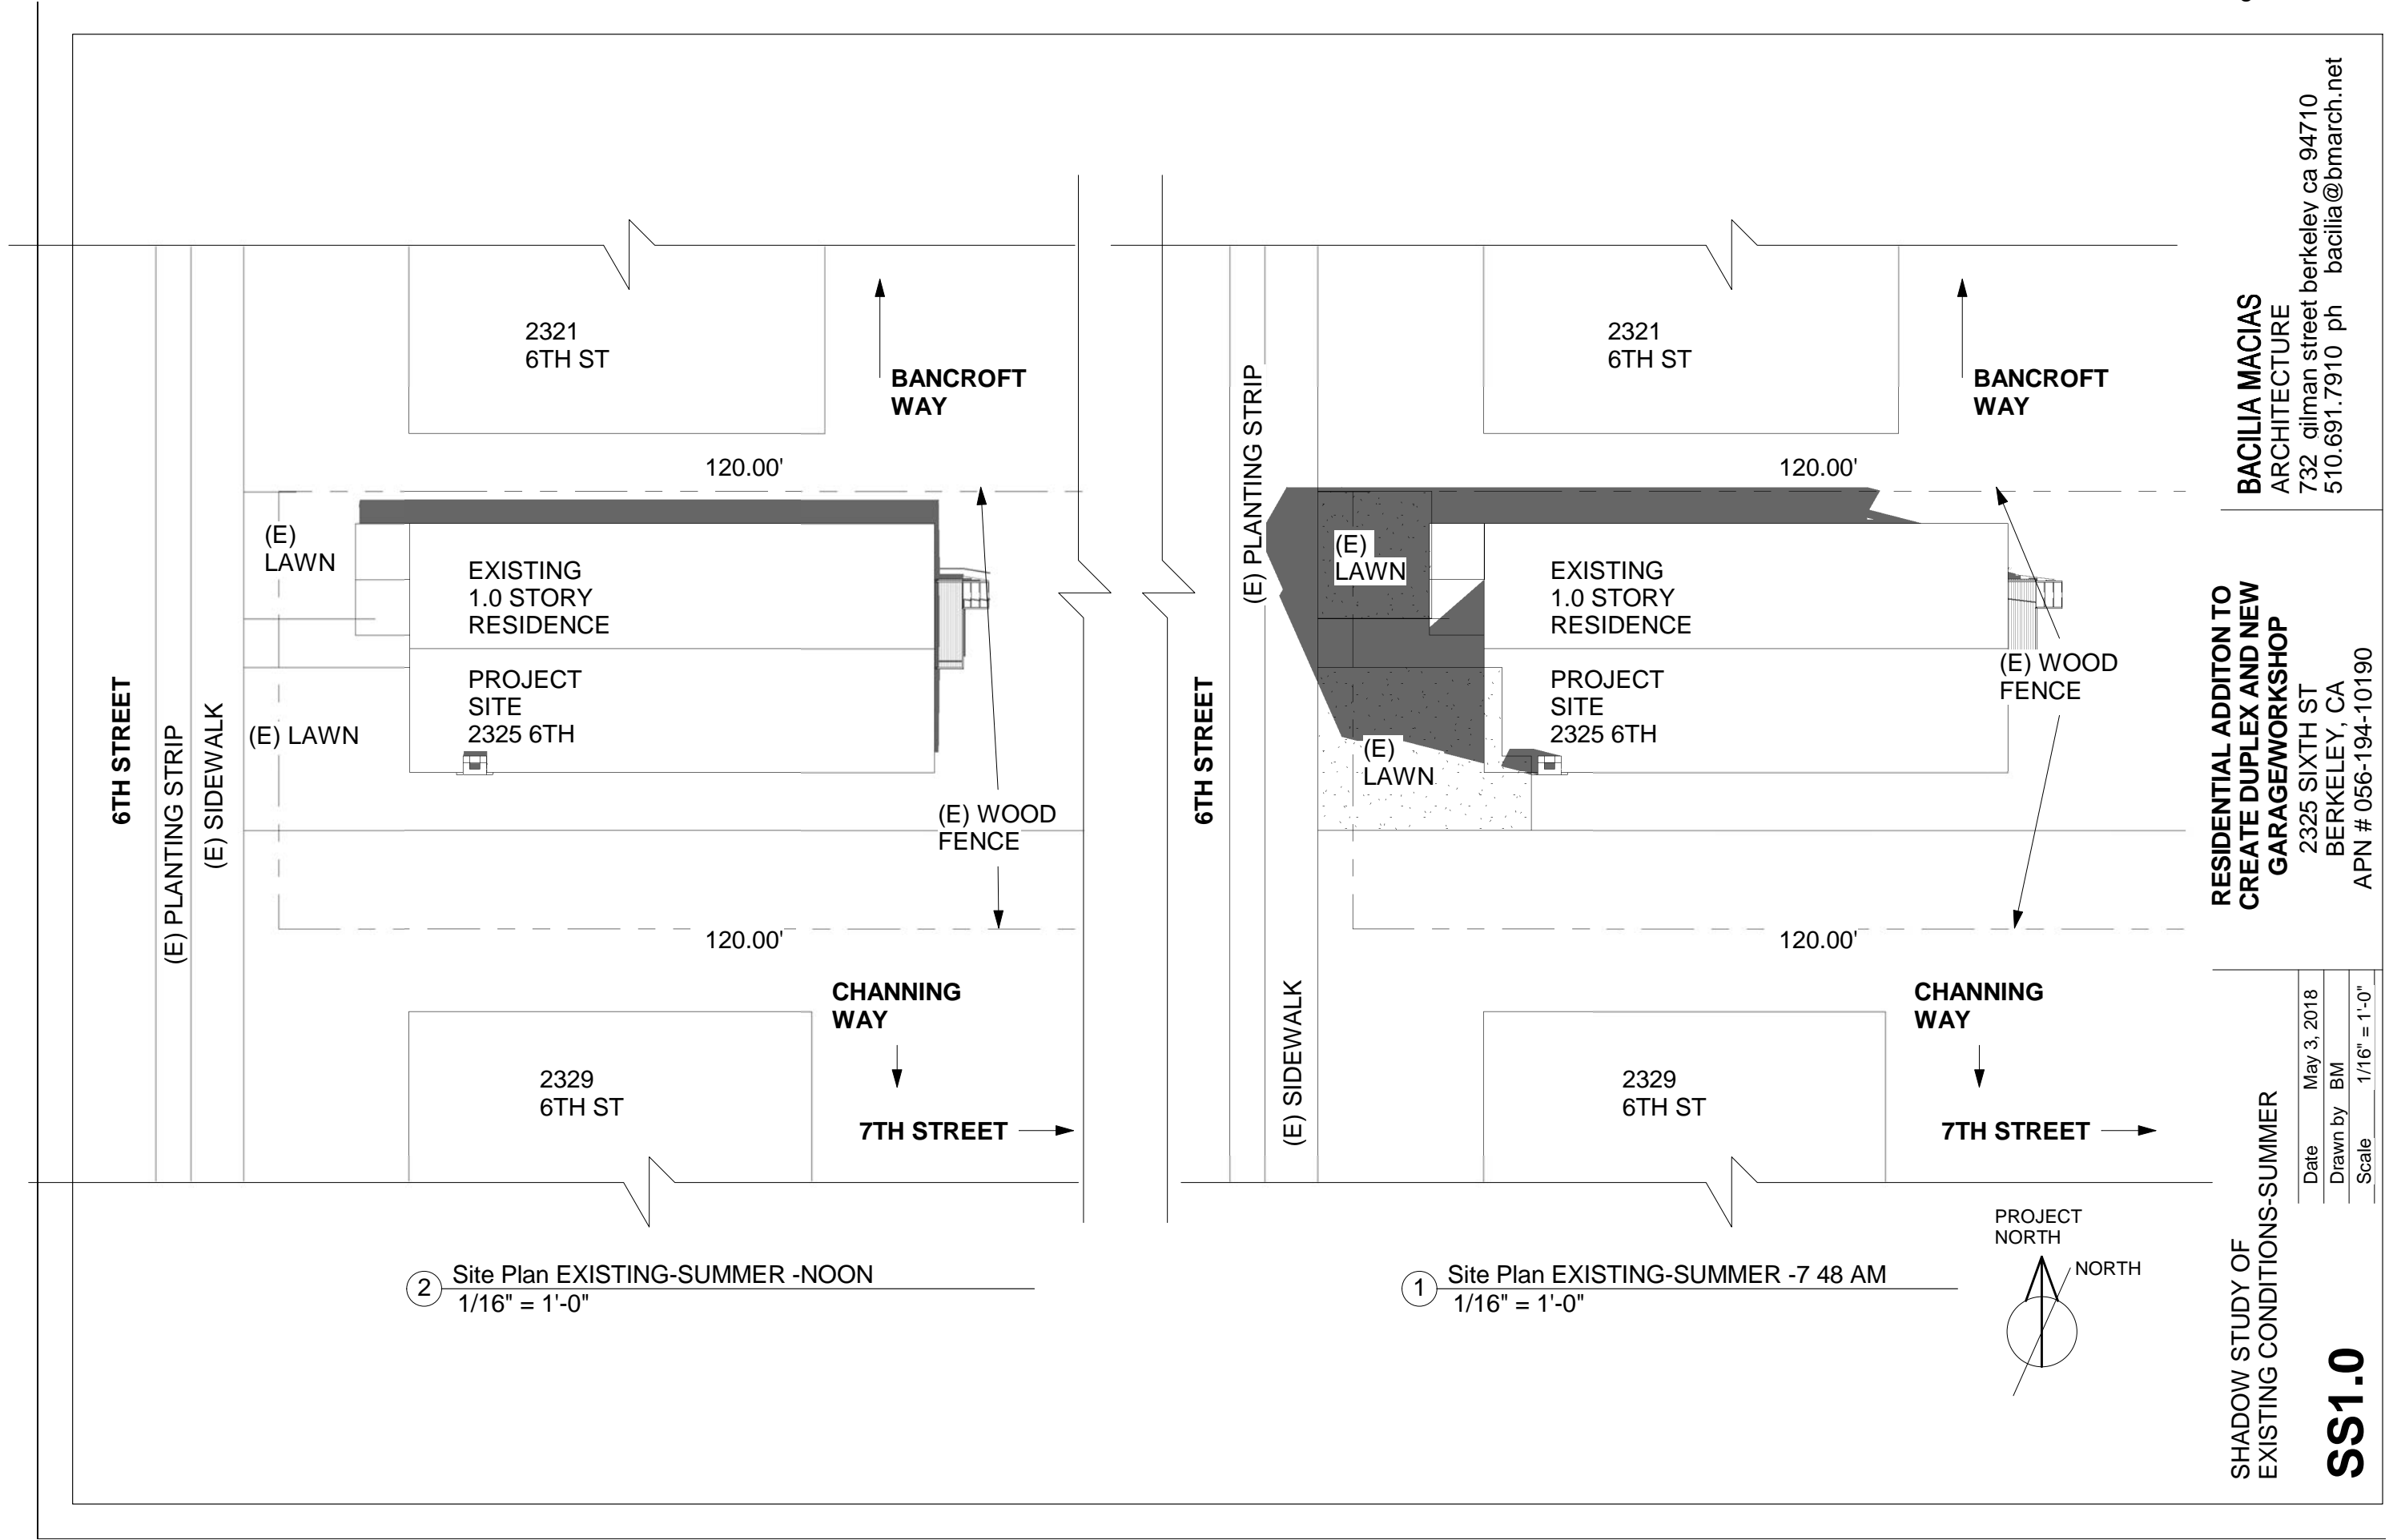 2321
6TH ST
BANCROFT
WAY
120.00'
(E)
LAWN
EXISTING
1.0 STORY
RESIDENCE
PROJECT
SITE
2325 6TH
(E) LAWN
6TH STREET
(E) PLANTING STRIP
(E) SIDEWALK
(E) WOOD
FENCE
120.00'
CHANNING
WAY
2329
6TH ST
7TH STREET
2
Site Plan EXISTING-SUMMER -NOON
1/16" = 1'-0"
2321
6TH ST
BANCROFT
WAY
(E) PLANTING STRIP
120.00'
(E)
LAWN
EXISTING
1.0 STORY
RESIDENCE
PROJECT
SITE
2325 6TH
(E)
LAWN
6TH STREET
(E) WOOD
FENCE
120.00'
(E) SIDEWALK
CHANNING
WAY
2329
6TH ST
7TH STREET
1
Site Plan EXISTING-SUMMER -7 48 AM
1/16" = 1'-0"
PROJECT
NORTH
NORTH
BACILIA MACIAS
ARCHITECTURE
732 gilman street berkeley ca 94710
510.691.7910 ph bacilia@bmarch.net
RESIDENTIAL ADDITON TO
CREATE DUPLEX AND NEW
GARAGE/WORKSHOP
2325 SIXTH ST
BERKELEY, CA
APN # 056-194-10190
Date May 3, 2018
Drawn by BM
Scale 1/16" = 1'-0"
SHADOW STUDY OF
EXISTING CONDITIONS-SUMMER
SS1.0